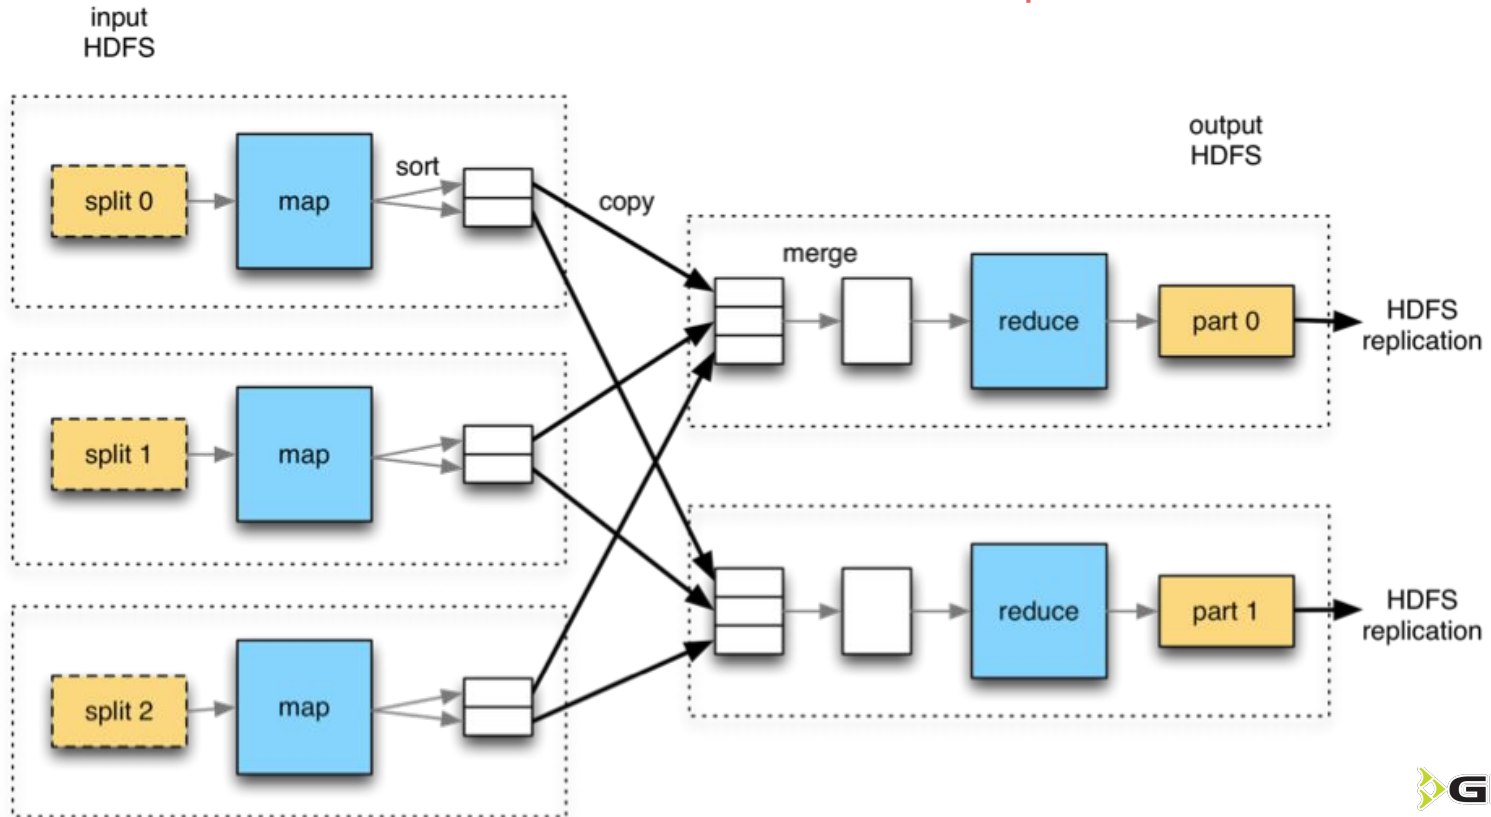 input
HDFS
split 0
map
sort
copy
split 1
map
split 2
map
output
HDFS
merge
reduce
part 0
HDFS
replication
reduce
part 1
HDFS
replication
G